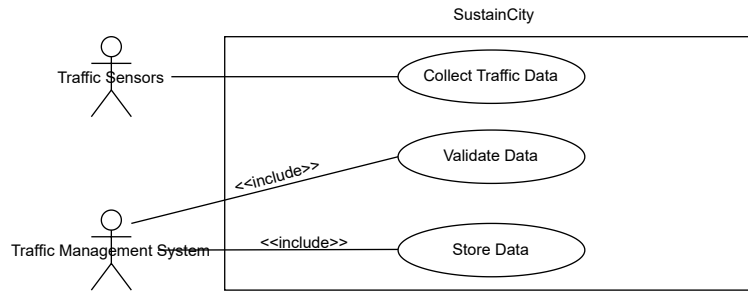 SustainCity
Traffic Sensors
Collect Traffic Data
<<include>>
Validate Data
Traffic Management System
<<include>>
Store Data